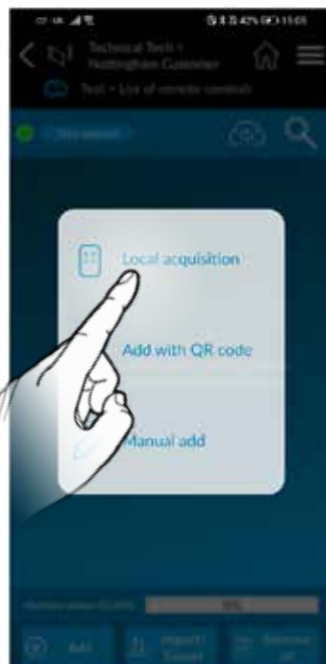 Technical Tech >
Nottingham Customer
Test > List of remote controls
Local acquisition
Add with QR code
Manual add
Add